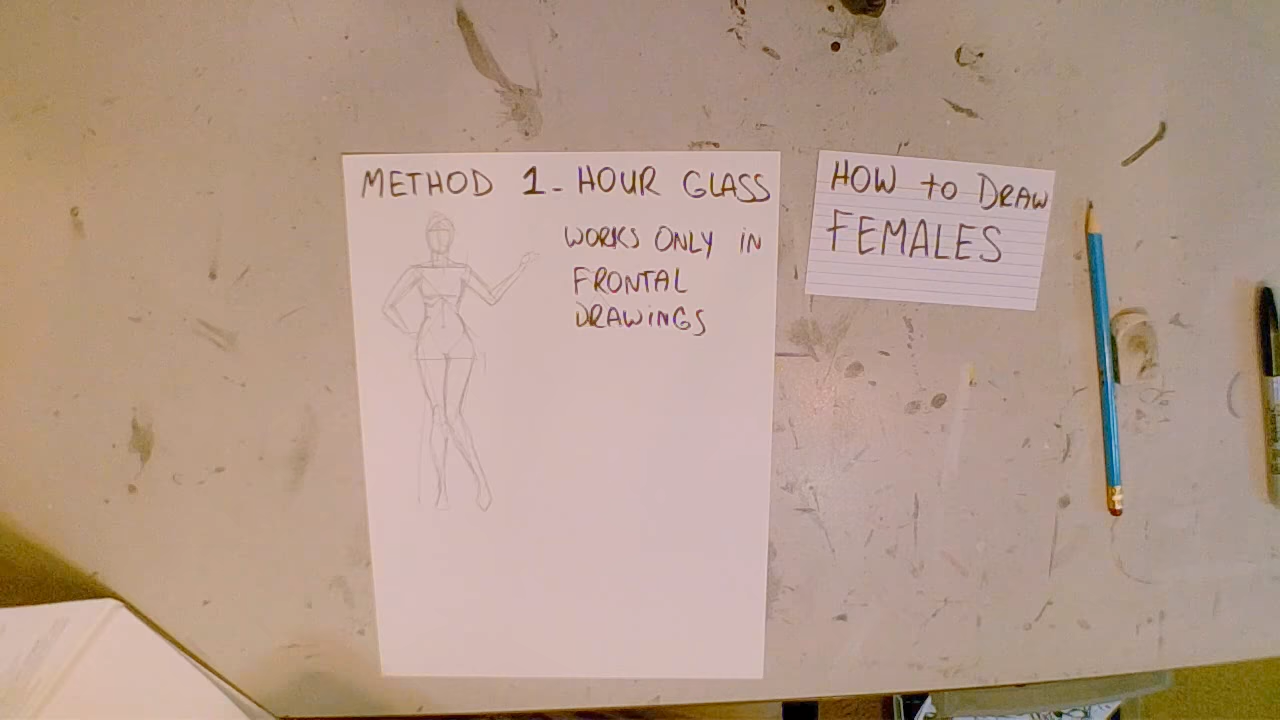 METHOD 1- HOUR GLASS
WORKS ONLY IN
FRONTAL
DRAWINGS
HOW to DRAW
FEMALES